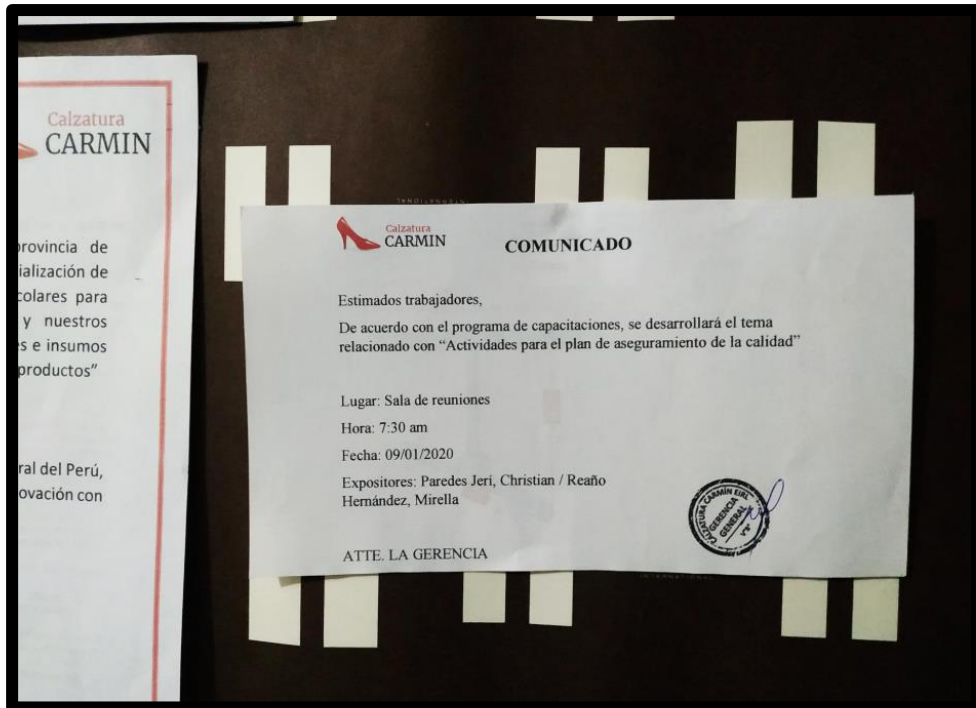 Calzatura
CARMIN
provincia de
ialización de
colares para
y nuestros
s e insumos
productos”
ral del Perú,
ovación con
Calzatura
CARMIN
COMUNICADO
Estimados trabajadores,
De acuerdo con el programa de capacitaciones, se desarrollará el tema
relacionado con “Actividades para el plan de aseguramiento de la calidad”
Lugar: Sala de reuniones
Hora: 7:30 am
Fecha: 09/01/2020
Expositores: Paredes Jeri, Christian / Reaño
Hernández, Mirella
ATTE. LA GERENCIA
CALZATURA CARMIN EIRL
GERENCIA
GENERAL
V°B°
INTERNATIONAL